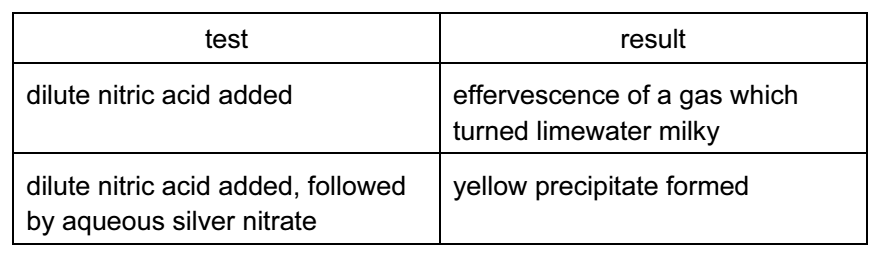 test
result
dilute nitric acid added
effervescence of a gas which
turned limewater milky
dilute nitric acid added, followed
by aqueous silver nitrate
yellow precipitate formed